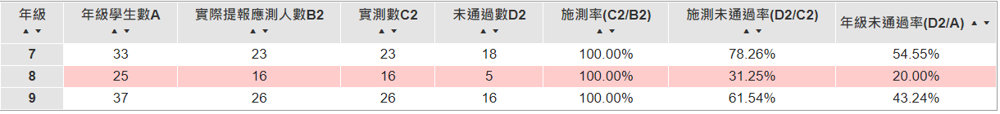 年級 年級學生數A 實際提報應測人數B2 實測數C2 未通過數D2 施測率(C2/B2) 施測未通過率(D2/C2) 年級未通過率(D2/A)
7 33 23 23 18 100.00% 78.26% 54.55%
8 25 16 16 5 100.00% 31.25% 20.00%
9 37 26 26 16 100.00% 61.54% 43.24%